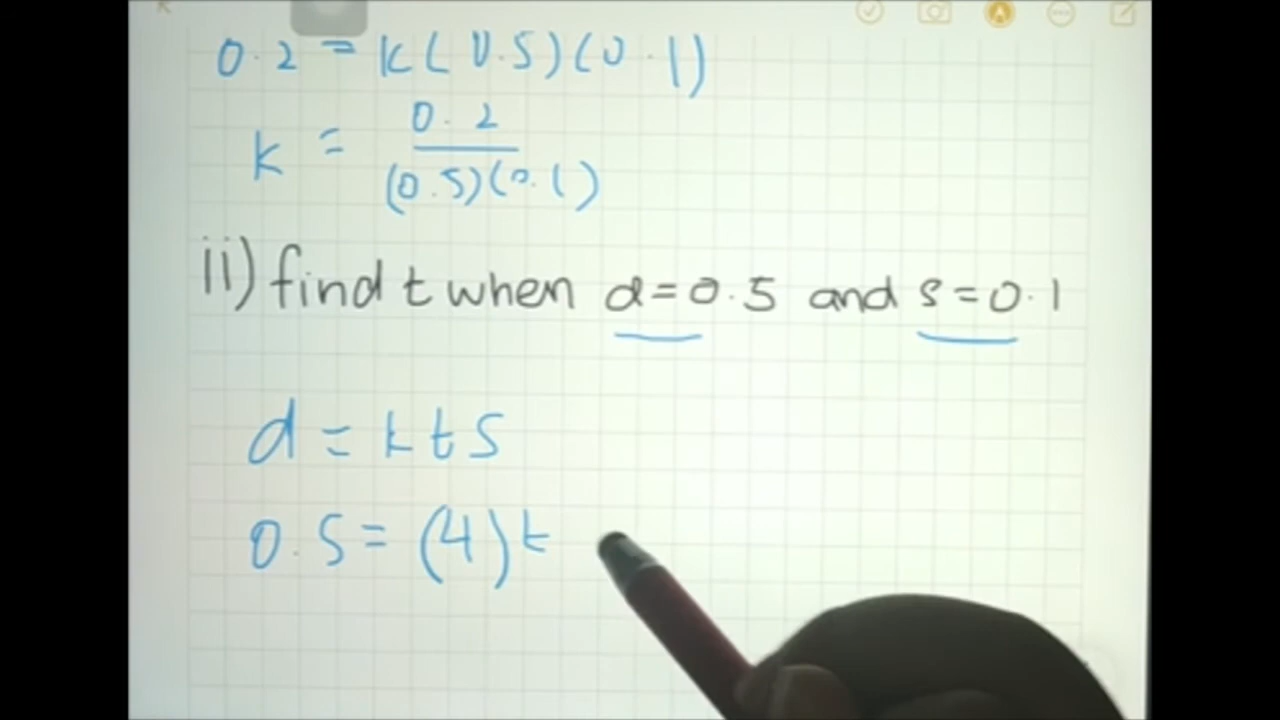 0.2 = k(0.5)(0.1)
k = 0.2
(0.5)(0.1)
ii) find t when d=0.5 and s=0.1
d = kts
0.5 = (4)t